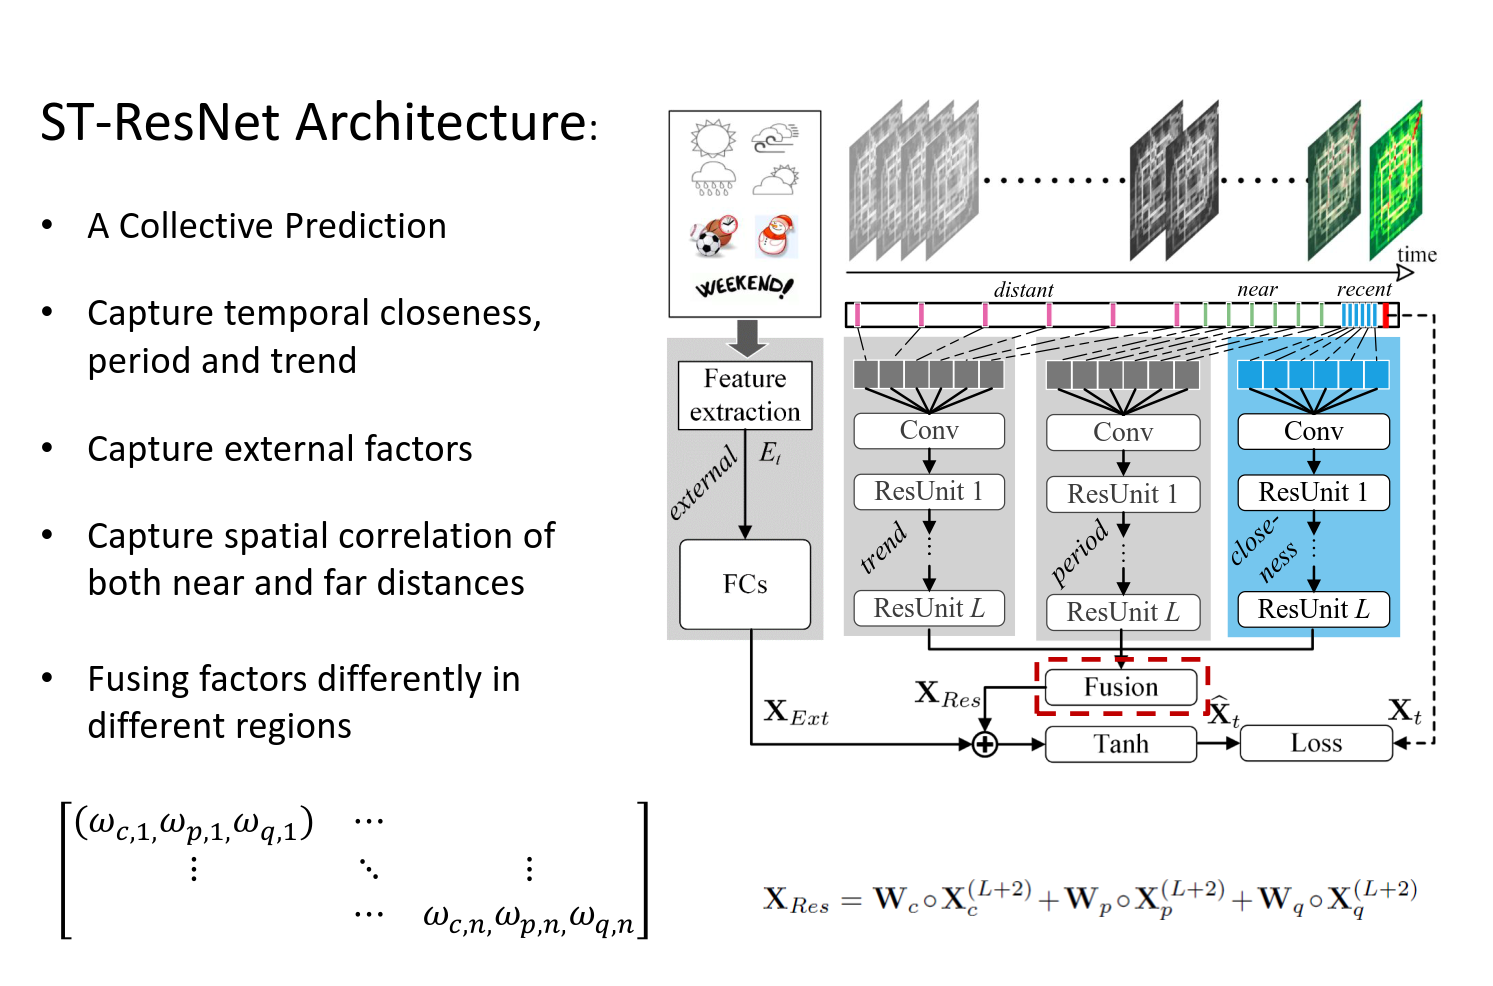 ST-ResNet Architecture:
• A Collective Prediction
• Capture temporal closeness,
period and trend
• Capture external factors
• Capture spatial correlation of
both near and far distances
• Fusing factors differently in
different regions
(ω_{c,1,}ω_{p,1,}ω_{q,1}) ⋯
⋮ ⋱ ⋮
⋯ ω_{c,n,}ω_{p,n,}ω_{q,n}
WEEKEND!
time
distant near recent
Feature
extraction
E_t
external
FCs
Conv
ResUnit 1
trend
ResUnit L
Conv
ResUnit 1
period
ResUnit L
Conv
ResUnit 1
close-
ness
ResUnit L
Fusion
X_{Res}
X_{Ext}
Tanh
X̂_t
Loss
X_t
X_{Res} = W_c∘X_c^{(L+2)} + W_p∘X_p^{(L+2)} + W_q∘X_q^{(L+2)}